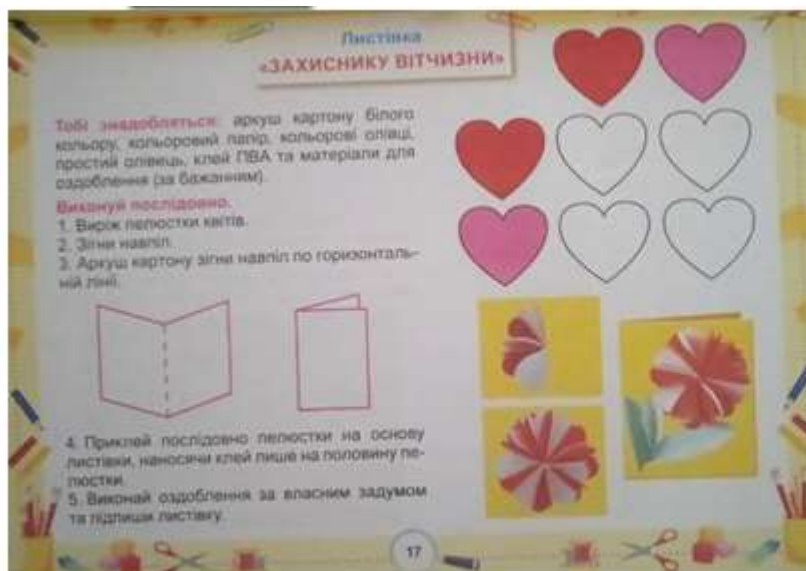 Листівка
«ЗАХИСНИКУ ВІТЧИЗНИ»
Тобі знадобляться: аркуш картону білого
кольору, кольоровий папір, кольорові олівці,
простий олівець, клей ПВА та матеріали для
оздоблення (за бажанням).
Виконуй послідовно.
1. Виріж пелюстки квітів.
2. Зігни навпіл.
3. Аркуш картону зігни навпіл по горизонталь-
ній лінії.
4. Приклей послідовно пелюстки на основу
листівки, наносячи клей лише на половину пе-
люстки.
5. Виконай оздоблення за власним задумом
та підпиши листівку.
17